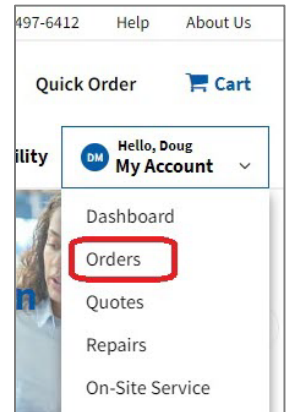 497-6412 Help About Us
Quick Order Cart
ility
DM
Hello, Doug
My Account
Dashboard
Orders
Quotes
Repairs
On-Site Service
n